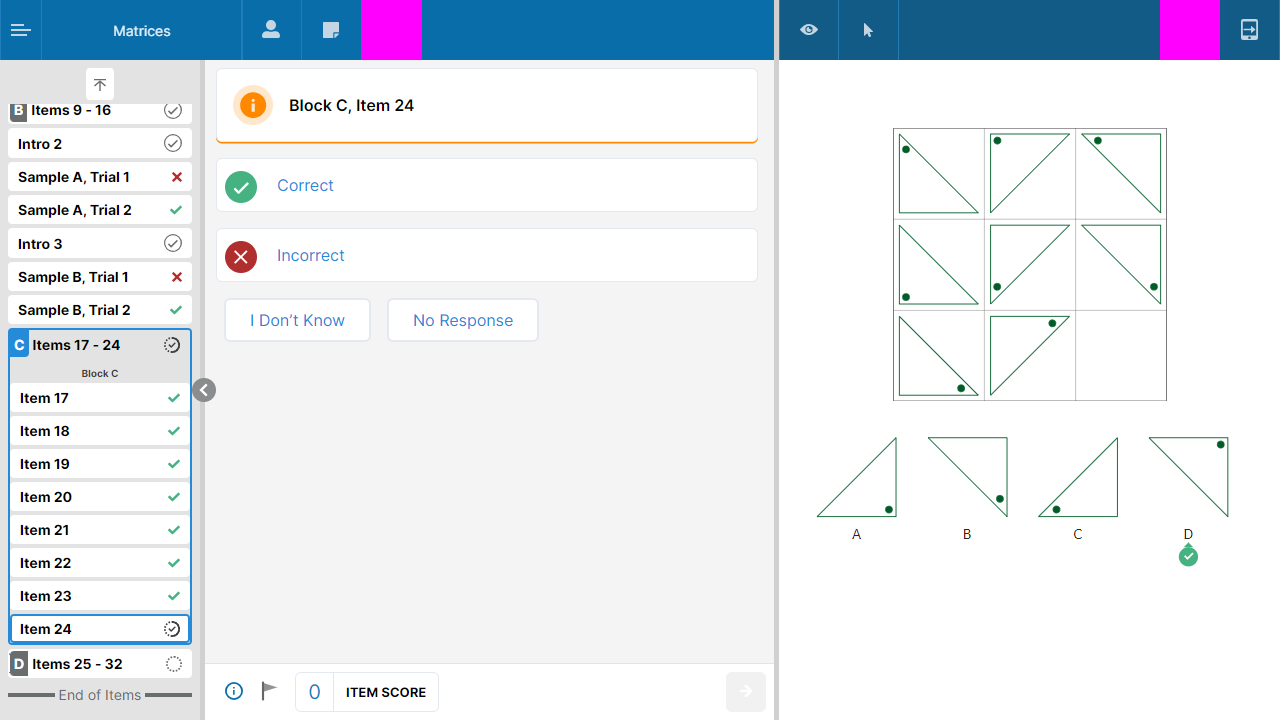 Matrices
B Items 9 - 16
Intro 2
Sample A, Trial 1
Sample A, Trial 2
Intro 3
Sample B, Trial 1
Sample B, Trial 2
C Items 17 - 24
Block C
Item 17
Item 18
Item 19
Item 20
Item 21
Item 22
Item 23
Item 24
D Items 25 - 32
End of Items
Block C, Item 24
Correct
Incorrect
I Don't Know
No Response
0 ITEM SCORE
A B C D